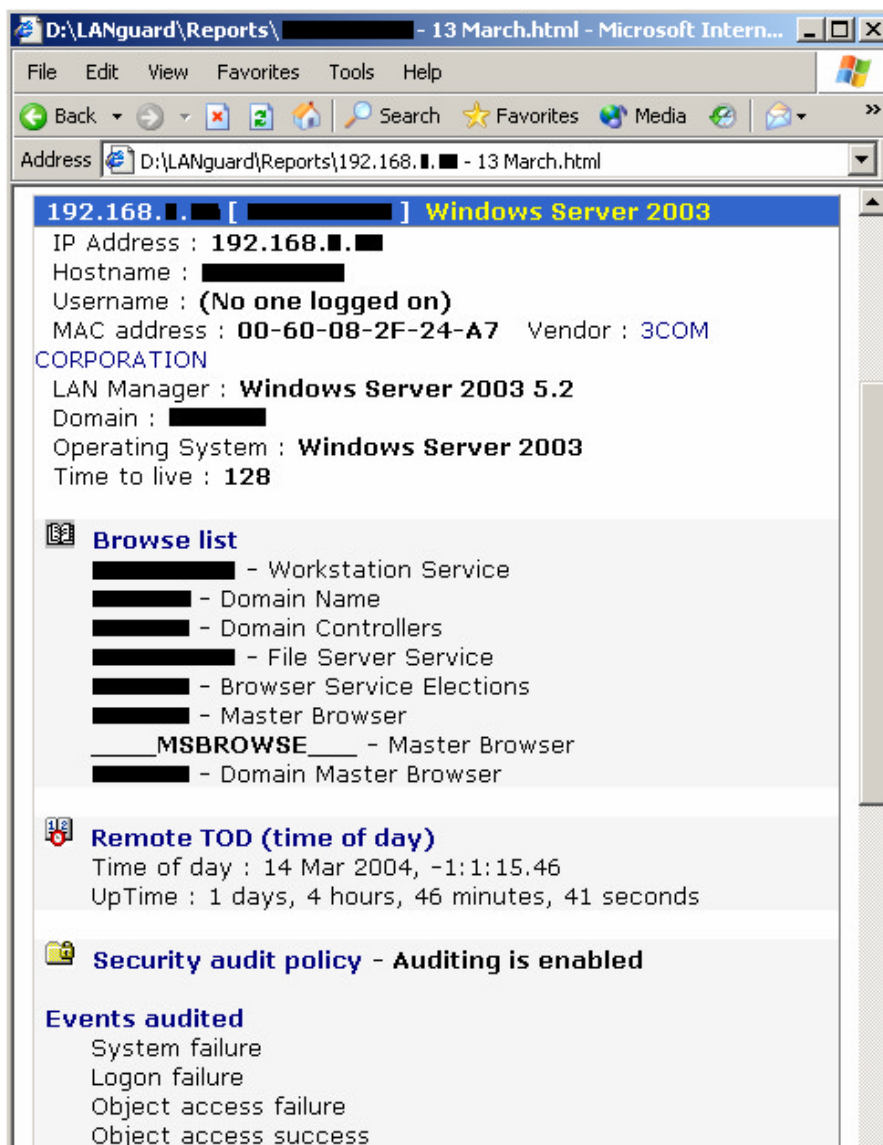 D:\LANguard\Reports\ - 13 March.html - Microsoft Intern...
File Edit View Favorites Tools Help
Back Search Favorites Media »
Address D:\LANguard\Reports\192.168. . - 13 March.html
192.168. . [ ] Windows Server 2003
IP Address : 192.168. .
Hostname :
Username : (No one logged on)
MAC address : 00-60-08-2F-24-A7 Vendor : 3COM
CORPORATION
LAN Manager : Windows Server 2003 5.2
Domain :
Operating System : Windows Server 2003
Time to live : 128
Browse list
- Workstation Service
- Domain Name
- Domain Controllers
- File Server Service
- Browser Service Elections
- Master Browser
_____MSBROWSE___ - Master Browser
- Domain Master Browser
Remote TOD (time of day)
Time of day : 14 Mar 2004, -1:1:15.46
UpTime : 1 days, 4 hours, 46 minutes, 41 seconds
Security audit policy - Auditing is enabled
Events audited
System failure
Logon failure
Object access failure
Object access success